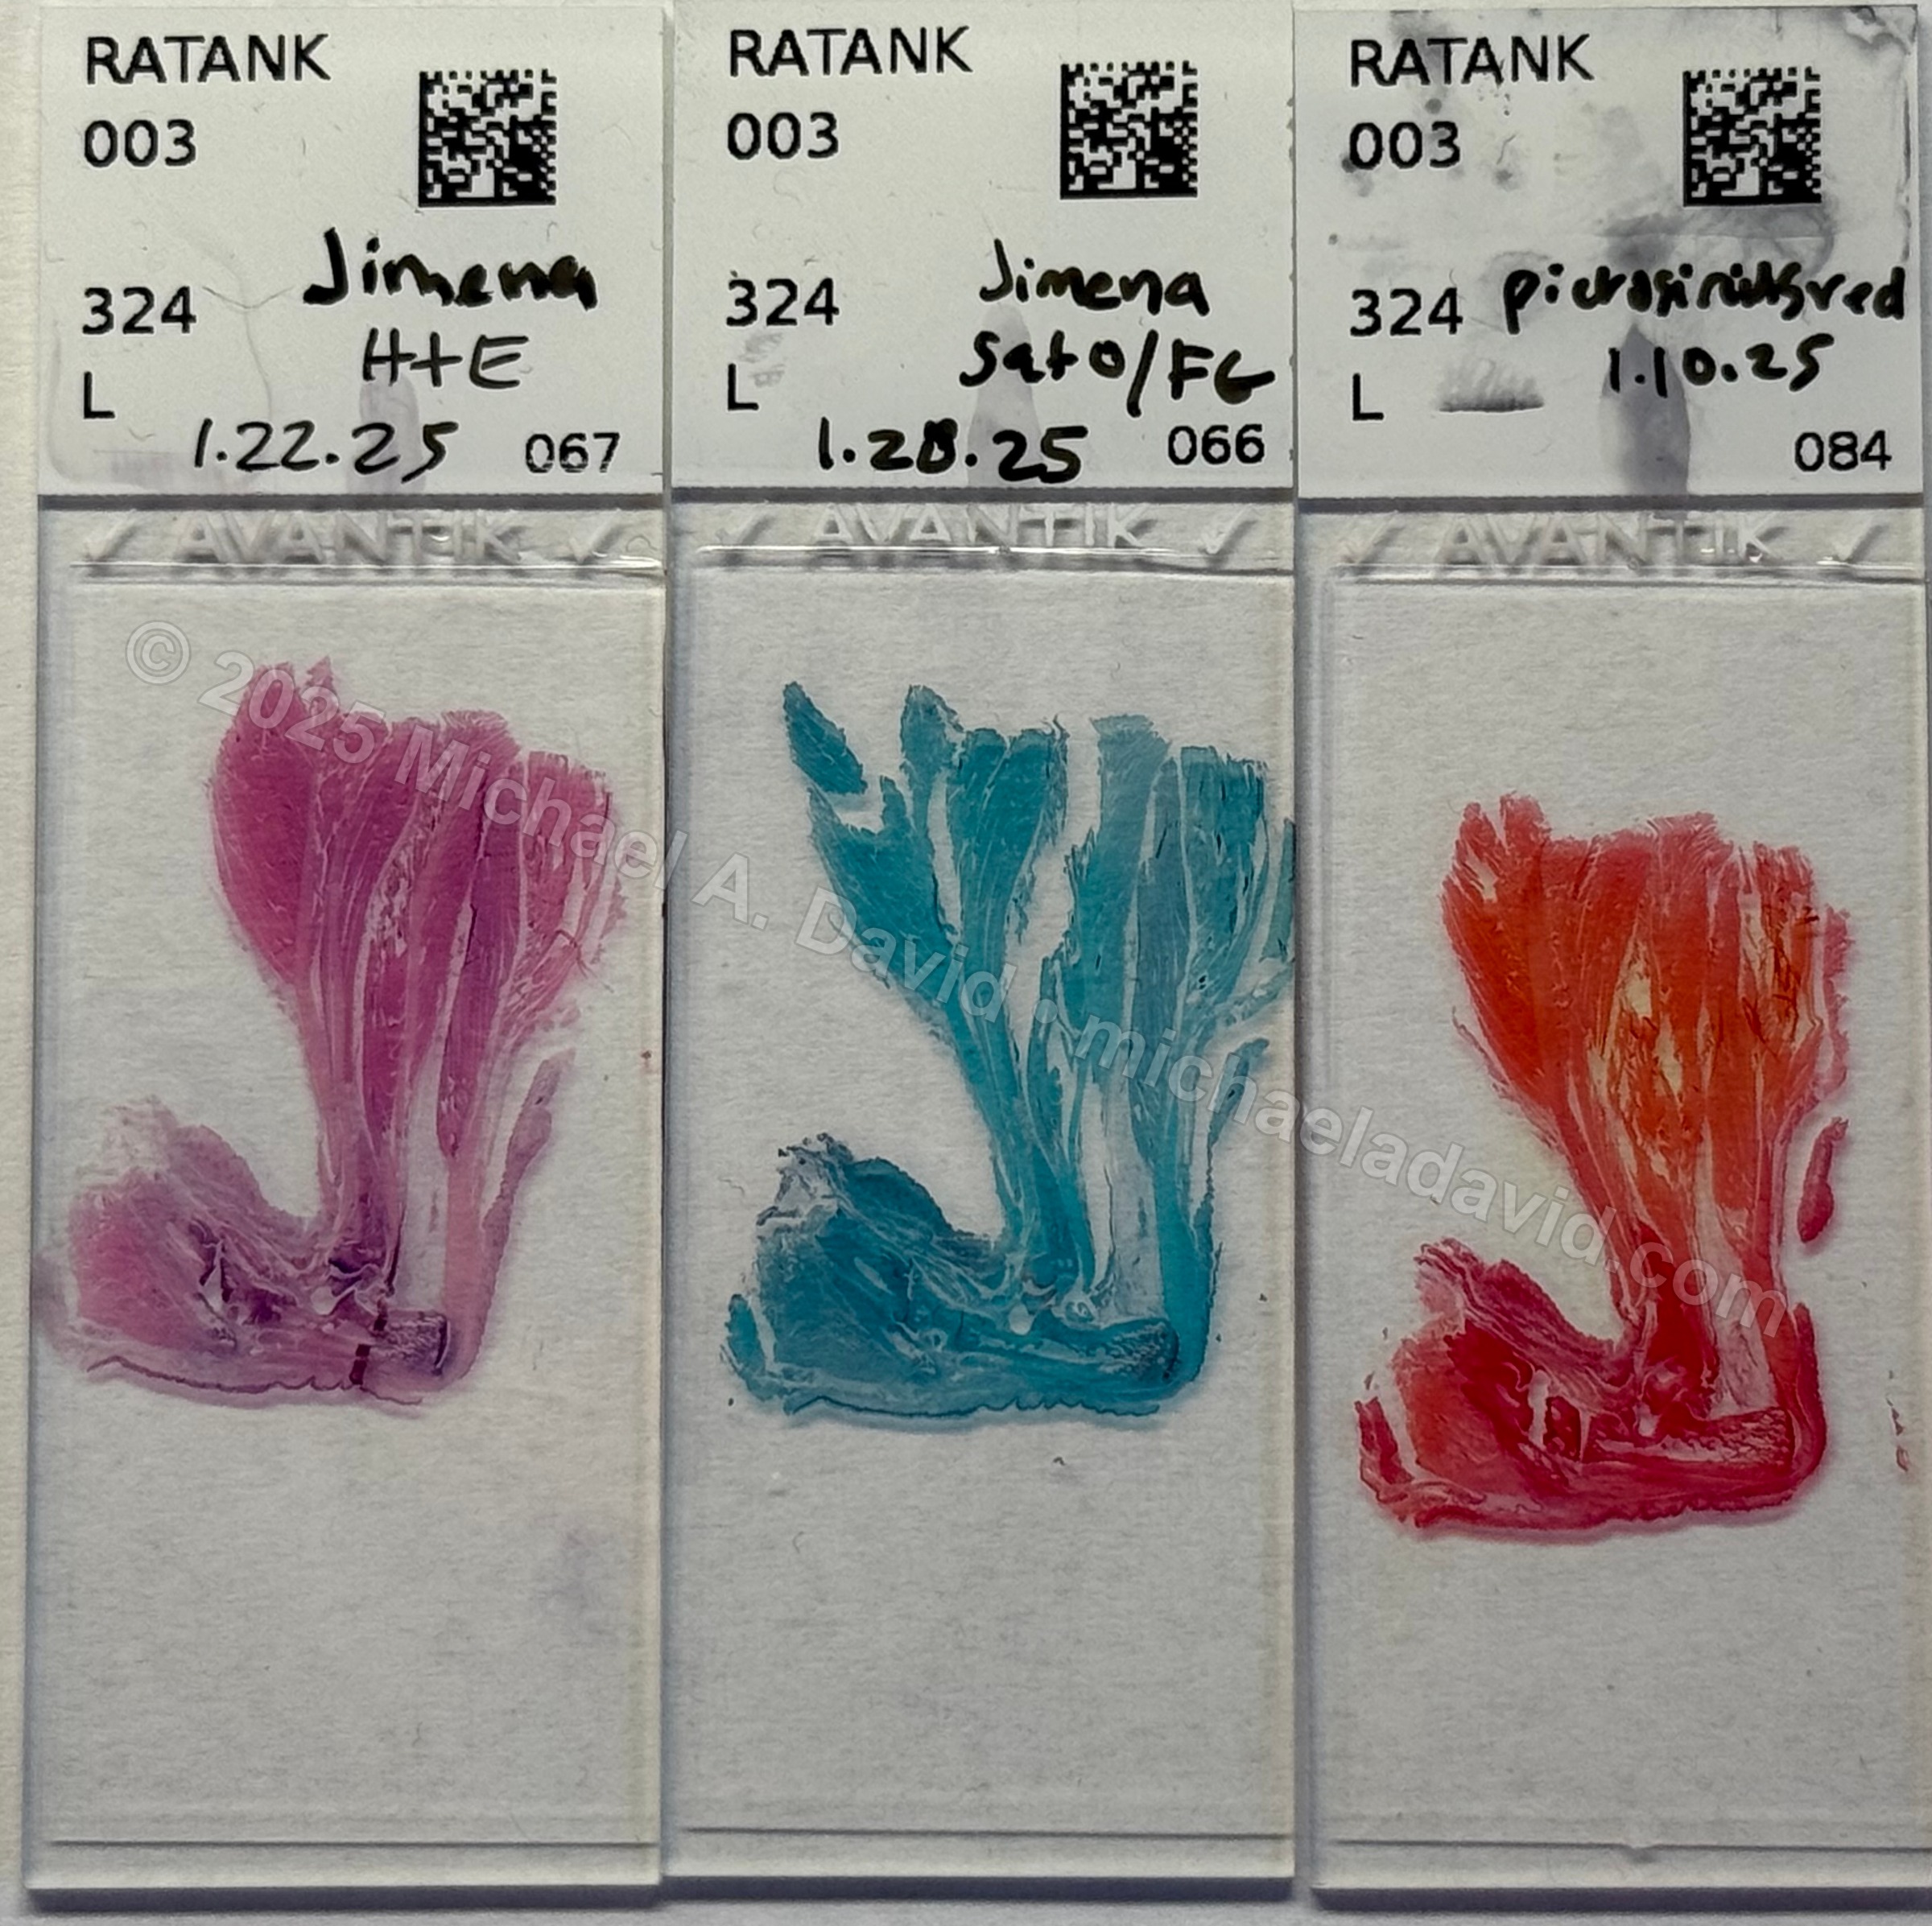 RATANK
003
324 Jimena
H+E
L
1.22.25 067
✓ AVANTIK ✓
RATANK
003
324 Jimena
Sato/FG
L
1.28.25 066
✓ AVANTIK ✓
RATANK
003
324 picrosiriusred
1.10.25
L
084
✓ AVANTIK ✓
© 2025 Michael A. David • michaeladavid.com